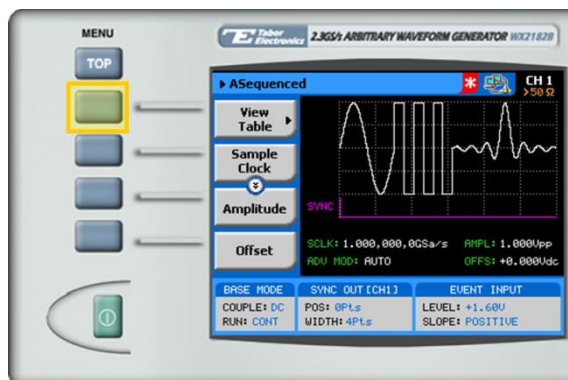 MENU
TOP
Tabor Electronics 2.3GS/s ARBITRARY WAVEFORM GENERATOR WX2182B
ASequenced
CH 1
>50 Ω
View
Table
Sample
Clock
Amplitude
Offset
SYNC
SCLK: 1.000,000,0GSa/s AMPL: 1.000Vpp
ADV MOD: AUTO OFFS: +0.000Vdc
BASE MODE SYNC OUT [CH1] EVENT INPUT
COUPLE: DC POS: 0Pts LEVEL: +1.60V
RUN: CONT WIDTH: 4Pts SLOPE: POSITIVE